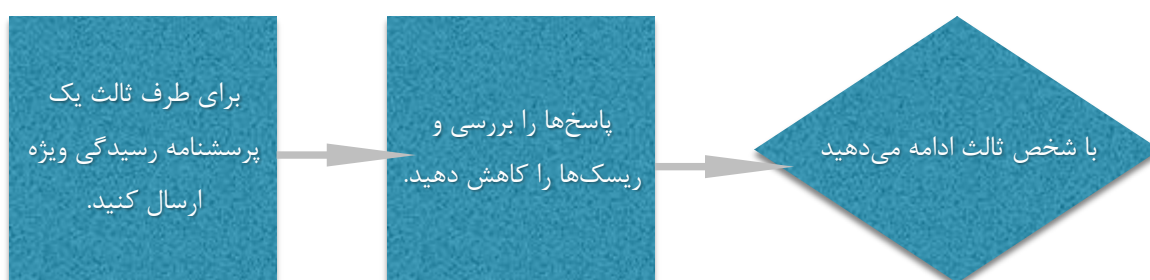 برای طرف ثالث یک
پرسشنامه رسیدگی ویژه
ارسال کنید.
پاسخ‌ها را بررسی و
ریسک‌ها را کاهش دهید.
با شخص ثالث ادامه می‌دهید